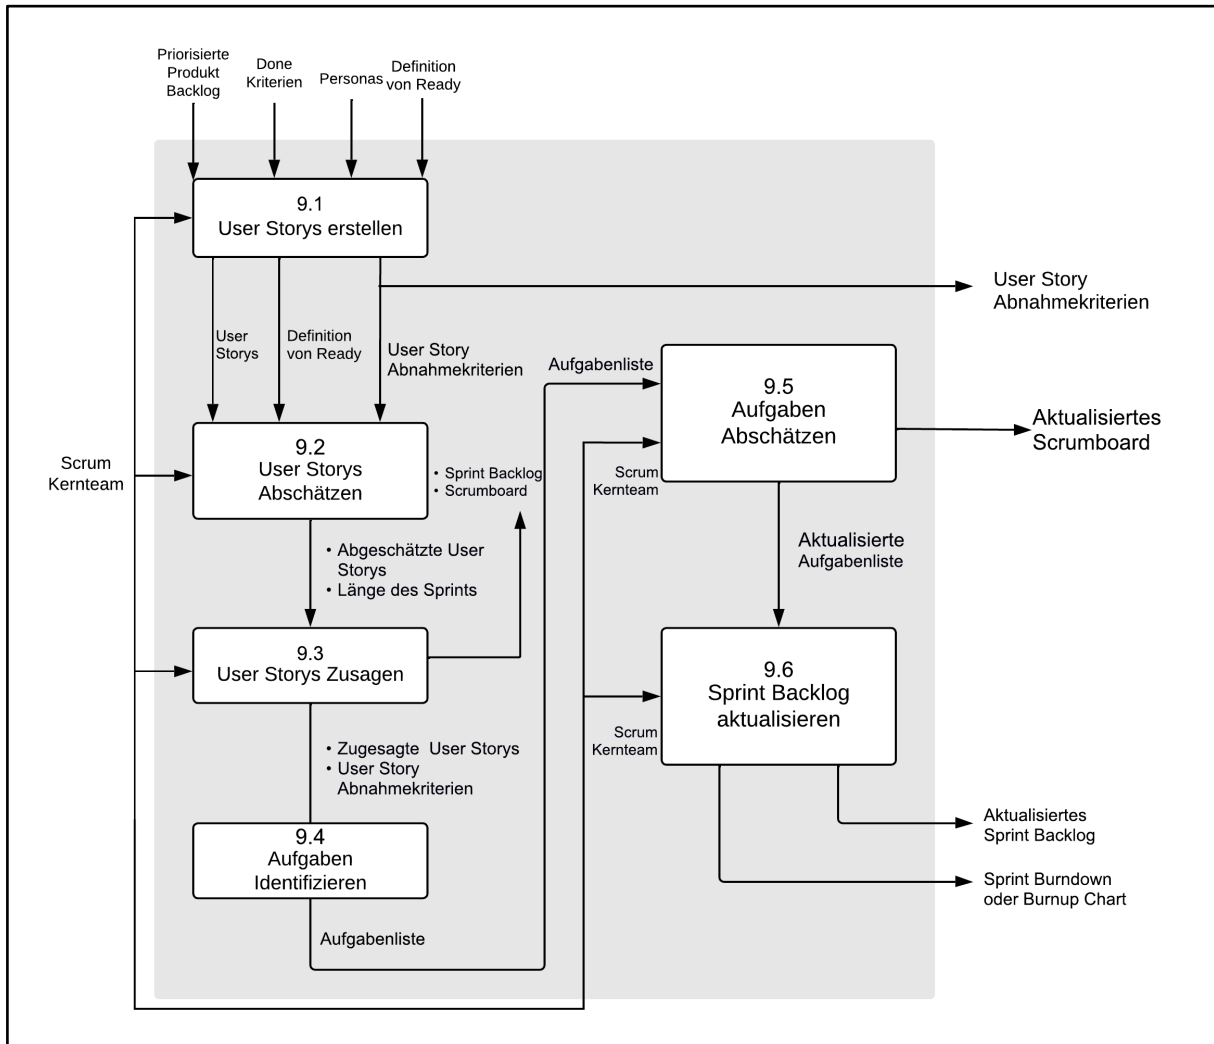 Priorisierte
Produkt
Backlog
Done
Kriterien
Personas
Definition
von Ready
9.1
User Storys erstellen
User Story
Abnahmekriterien
User
Storys
Definition
von Ready
User Story
Abnahmekriterien
Aufgabenliste
9.5
Aufgaben
Abschätzen
Aktualisiertes
Scrumboard
Scrum
Kernteam
9.2
User Storys
Abschätzen
• Sprint Backlog
• Scrumboard
Scrum
Kernteam
• Abgeschätzte User
Storys
• Länge des Sprints
Aktualisierte
Aufgabenliste
9.3
User Storys Zusagen
9.6
Sprint Backlog
aktualisieren
Scrum
Kernteam
• Zugesagte User Storys
• User Story
Abnahmekriterien
9.4
Aufgaben
Identifizieren
Aktualisiertes
Sprint Backlog
Sprint Burndown
oder Burnup Chart
Aufgabenliste